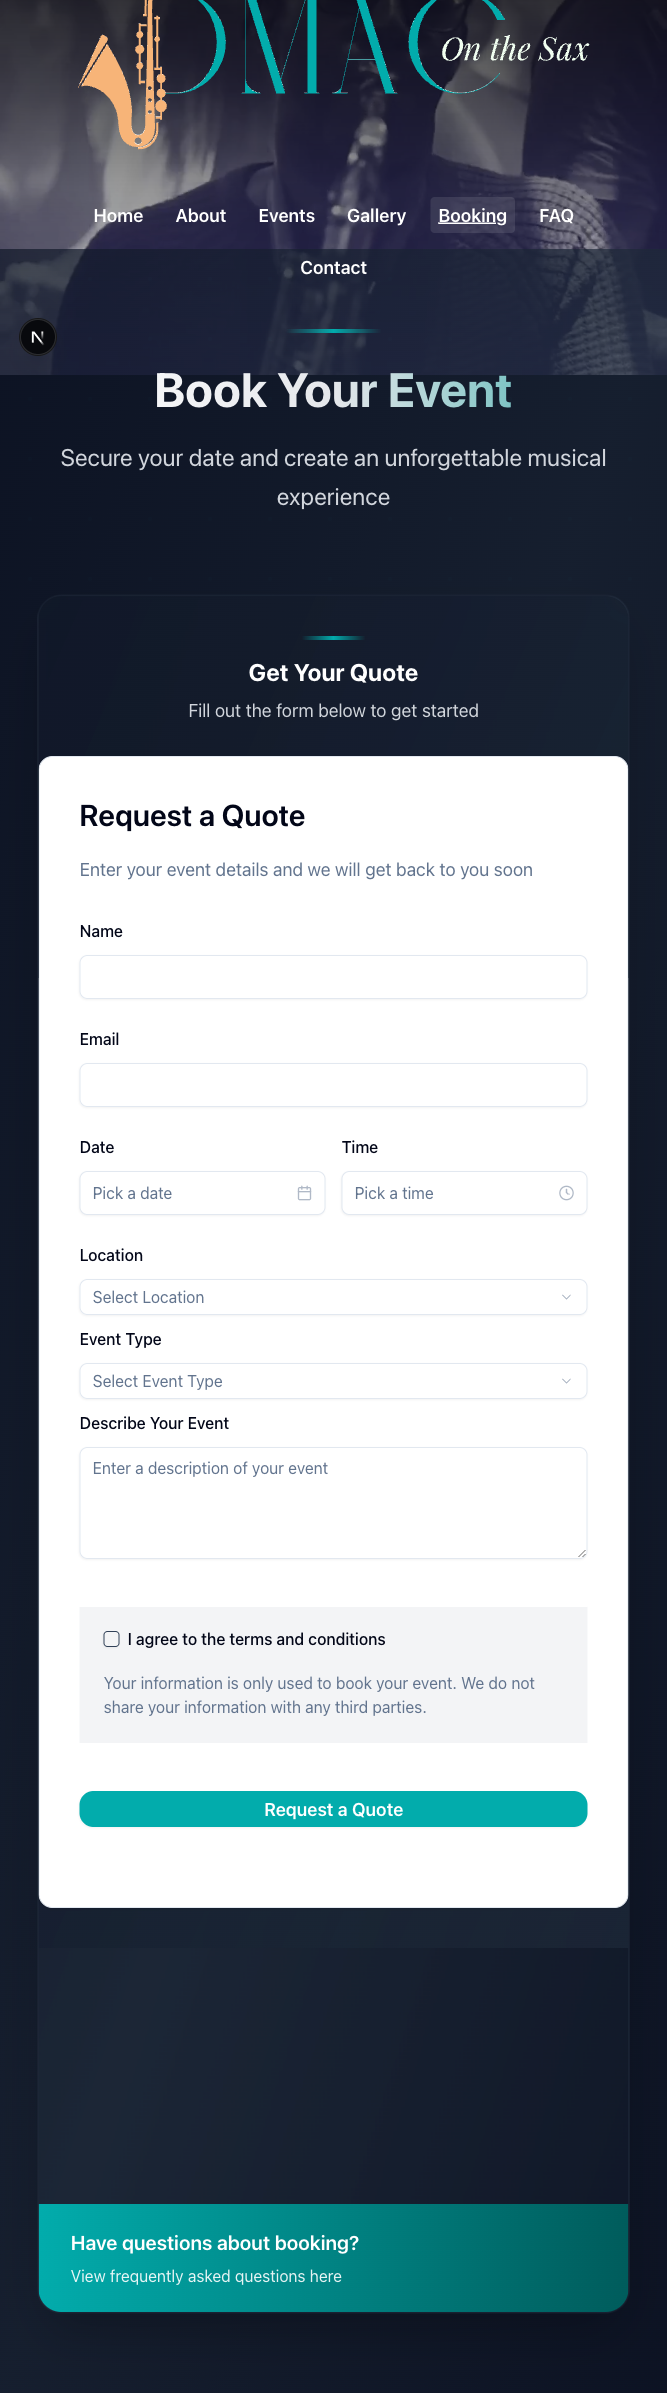 DMAC
On the Sax
Home About Events Gallery Booking FAQ
Contact
N
Book Your Event
Secure your date and create an unforgettable musical
experience
Get Your Quote
Fill out the form below to get started
Request a Quote
Enter your event details and we will get back to you soon
Name
Email
Date Time
Pick a date Pick a time
Location
Select Location
Event Type
Select Event Type
Describe Your Event
Enter a description of your event
I agree to the terms and conditions
Your information is only used to book your event. We do not
share your information with any third parties.
Request a Quote
Have questions about booking?
View frequently asked questions here